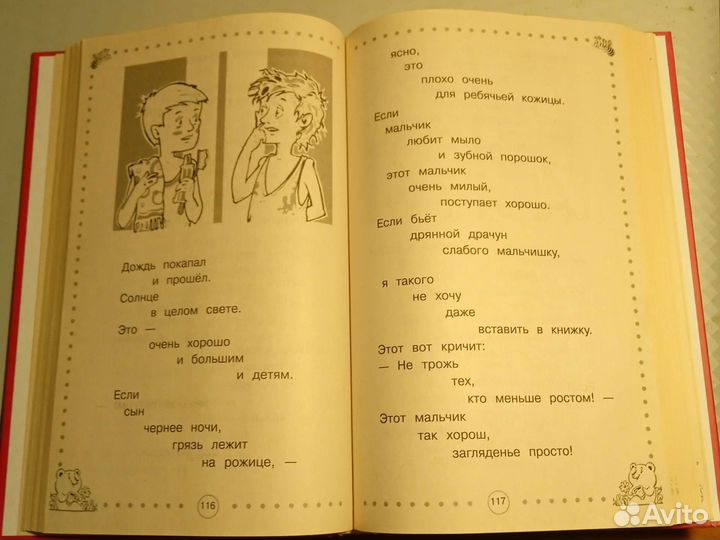 Дождь покапал
и прошёл.
Солнце
в целом свете.
Это —
очень хорошо
и большим
и детям.
Если
сын
чернее ночи,
грязь лежит
на рожице, —
116
ясно,
это
плохо очень
для ребячьей кожицы.
Если
мальчик
любит мыло
и зубной порошок,
этот мальчик
очень милый,
поступает хорошо.
Если бьёт
дрянной драчун
слабого мальчишку,
я такого
не хочу
даже
вставить в книжку.
Этот вот кричит:
— Не трожь
тех,
кто меньше ростом! —
Этот мальчик
так хорош,
загляденье просто!
117
Avito